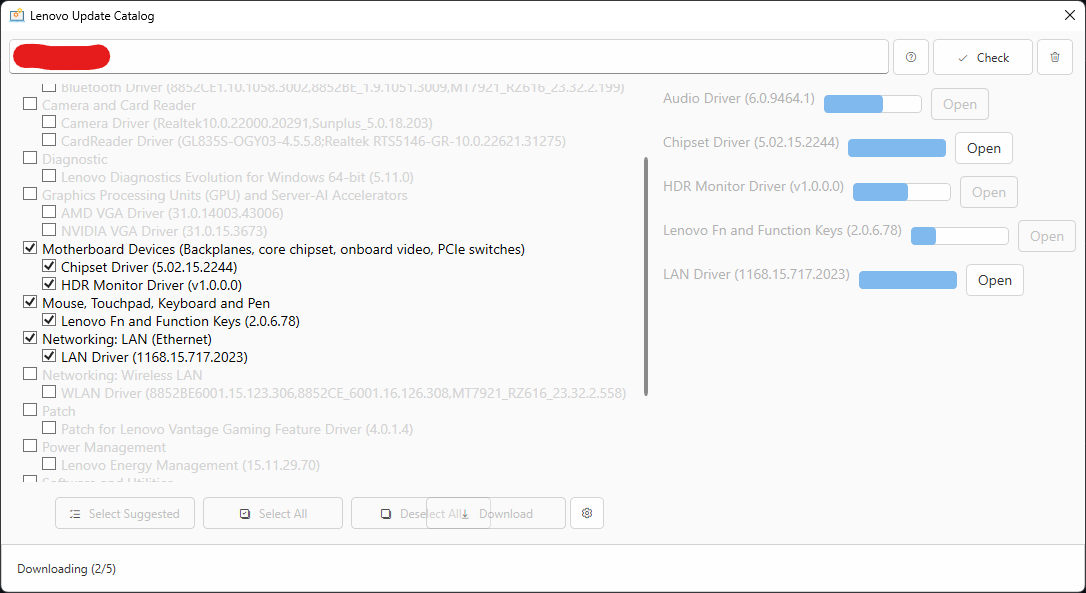 Lenovo Update Catalog
Check
Bluetooth Driver (8852CE1.10.1058.3002,8852BE_1.9.1051.3009,MT7921_RZ616_23.32.2.199)
Camera and Card Reader
Camera Driver (Realtek10.0.22000.20291,Sunplus_5.0.18.203)
CardReader Driver (GL835S-OGY03-4.5.5.8;Realtek RTS5146-GR-10.0.22621.31275)
Diagnostic
Lenovo Diagnostics Evolution for Windows 64-bit (5.11.0)
Graphics Processing Units (GPU) and Server-AI Accelerators
AMD VGA Driver (31.0.14003.43006)
NVIDIA VGA Driver (31.0.15.3673)
Motherboard Devices (Backplanes, core chipset, onboard video, PCIe switches)
Chipset Driver (5.02.15.2244)
HDR Monitor Driver (v1.0.0.0)
Mouse, Touchpad, Keyboard and Pen
Lenovo Fn and Function Keys (2.0.6.78)
Networking: LAN (Ethernet)
LAN Driver (1168.15.717.2023)
Networking: Wireless LAN
WLAN Driver (8852BE6001.15.123.306,8852CE_6001.16.126.308,MT7921_RZ616_23.32.2.558)
Patch
Patch for Lenovo Vantage Gaming Feature Driver (4.0.1.4)
Power Management
Lenovo Energy Management (15.11.29.70)
Software and Utilities
Audio Driver (6.0.9464.1) Open
Chipset Driver (5.02.15.2244) Open
HDR Monitor Driver (v1.0.0.0) Open
Lenovo Fn and Function Keys (2.0.6.78) Open
LAN Driver (1168.15.717.2023) Open
Select Suggested Select All Deselect All Download
Downloading (2/5)